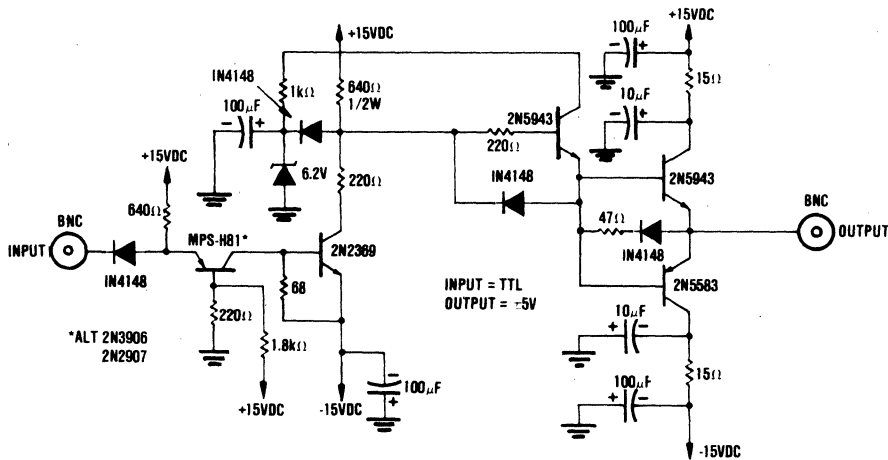 +15VDC
IN4148
1kΩ
640Ω
1/2W
100μF
- +
6.2V
220Ω
+15VDC
640Ω
BNC
INPUT
IN4148
MPS-H81*
2N2369
68
220Ω
1.8kΩ
*ALT 2N3906
2N2907
+15VDC
-15VDC
-
100μF
+
2N5943
220Ω
IN4148
INPUT = TTL
OUTPUT = ±5V
100μF
- +
+15VDC
15Ω
10μF
- +
2N5943
47Ω
IN4148
BNC
OUTPUT
2N5583
10μF
+ -
15Ω
100μF
+ -
-15VDC